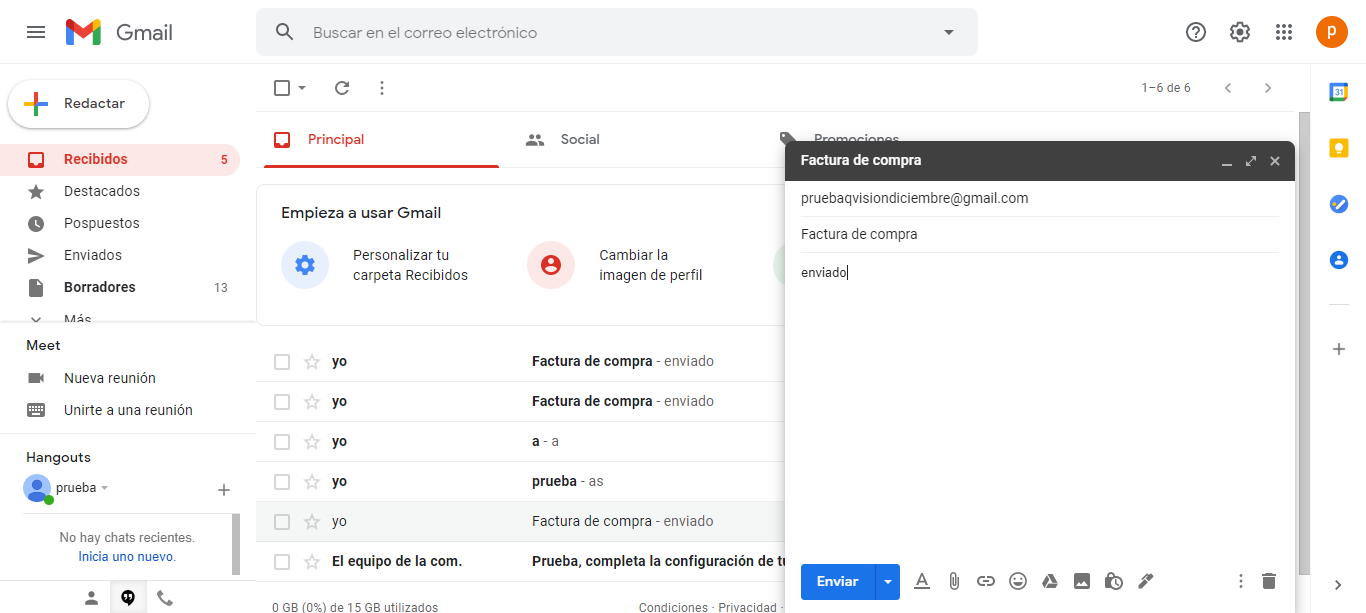 Gmail
Buscar en el correo electrónico
p
Redactar
1–6 de 6
31
Recibidos 5
Destacados
Pospuestos
Enviados
Borradores 13
Más
Principal
Social
Promociones
Empieza a usar Gmail
Personalizar tu
carpeta Recibidos
Cambiar la
imagen de perfil
Meet
Nueva reunión
Unirte a una reunión
Hangouts
prueba
No hay chats recientes.
Inicia uno nuevo.
yo Factura de compra - enviado
yo Factura de compra - enviado
yo a - a
yo prueba - as
yo Factura de compra - enviado
El equipo de la com. Prueba, completa la configuración de
0 GB (0%) de 15 GB utilizados
Condiciones · Privacidad ·
Factura de compra
pruebaqvisiondiciembre@gmail.com
Factura de compra
enviado
Enviar